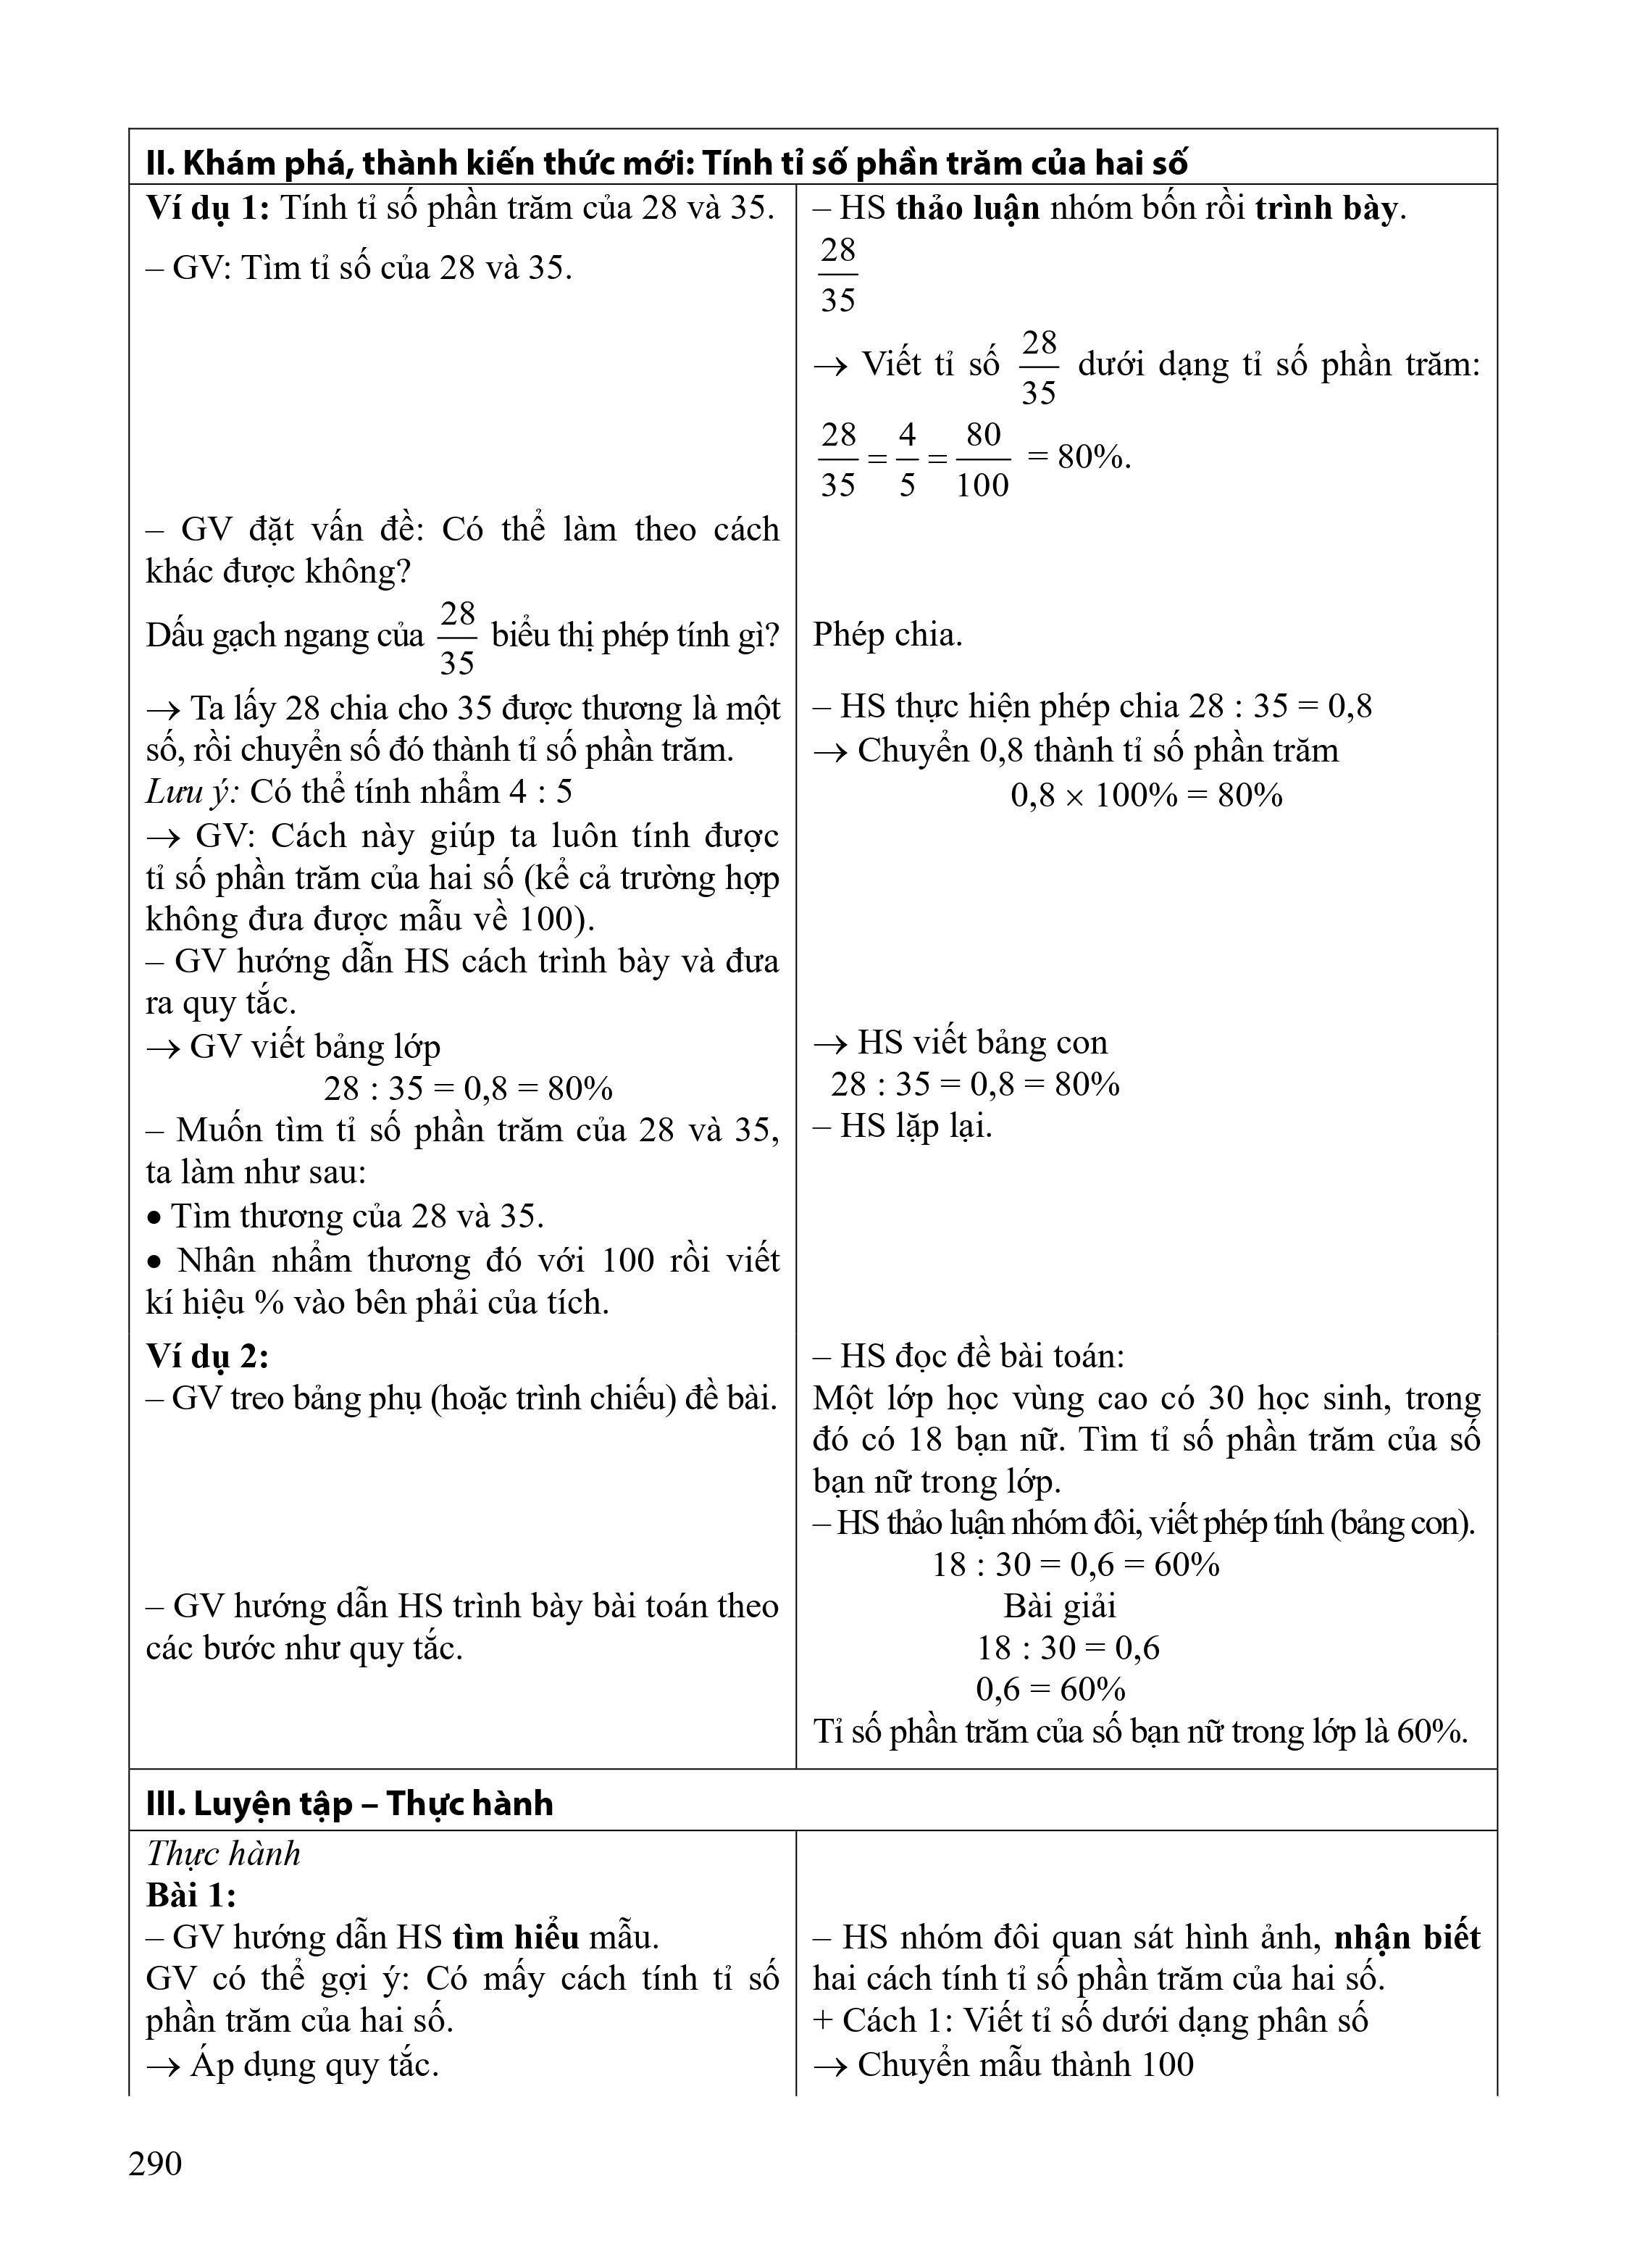 II. Khám phá, thành kiến thức mới: Tính tỉ số phần trăm của hai số
Ví dụ 1: Tính tỉ số phần trăm của 28 và 35.
– GV: Tìm tỉ số của 28 và 35.
– GV đặt vấn đề: Có thể làm theo cách
khác được không?
Dấu gạch ngang của 28/35 biểu thị phép tính gì?
→ Ta lấy 28 chia cho 35 được thương là một
số, rồi chuyển số đó thành tỉ số phần trăm.
Lưu ý: Có thể tính nhẩm 4 : 5
→ GV: Cách này giúp ta luôn tính được
tỉ số phần trăm của hai số (kể cả trường hợp
không đưa được mẫu về 100).
– GV hướng dẫn HS cách trình bày và đưa
ra quy tắc.
→ GV viết bảng lớp
28 : 35 = 0,8 = 80%
– Muốn tìm tỉ số phần trăm của 28 và 35,
ta làm như sau:
• Tìm thương của 28 và 35.
• Nhân nhẩm thương đó với 100 rồi viết
kí hiệu % vào bên phải của tích.
– HS thảo luận nhóm bốn rồi trình bày.
28/35
→ Viết tỉ số 28/35 dưới dạng tỉ số phần trăm:
28/35 = 4/5 = 80/100 = 80%.
Phép chia.
– HS thực hiện phép chia 28 : 35 = 0,8
→ Chuyển 0,8 thành tỉ số phần trăm
0,8 × 100% = 80%
→ HS viết bảng con
28 : 35 = 0,8 = 80%
– HS lặp lại.
Ví dụ 2:
– GV treo bảng phụ (hoặc trình chiếu) đề bài.
– GV hướng dẫn HS trình bày bài toán theo
các bước như quy tắc.
– HS đọc đề bài toán:
Một lớp học vùng cao có 30 học sinh, trong
đó có 18 bạn nữ. Tìm tỉ số phần trăm của số
bạn nữ trong lớp.
– HS thảo luận nhóm đôi, viết phép tính (bảng con).
18 : 30 = 0,6 = 60%
Bài giải
18 : 30 = 0,6
0,6 = 60%
Tỉ số phần trăm của số bạn nữ trong lớp là 60%.
III. Luyện tập – Thực hành
Thực hành
Bài 1:
– GV hướng dẫn HS tìm hiểu mẫu.
GV có thể gợi ý: Có mấy cách tính tỉ số
phần trăm của hai số.
→ Áp dụng quy tắc.
– HS nhóm đôi quan sát hình ảnh, nhận biết
hai cách tính tỉ số phần trăm của hai số.
+ Cách 1: Viết tỉ số dưới dạng phân số
→ Chuyển mẫu thành 100
290